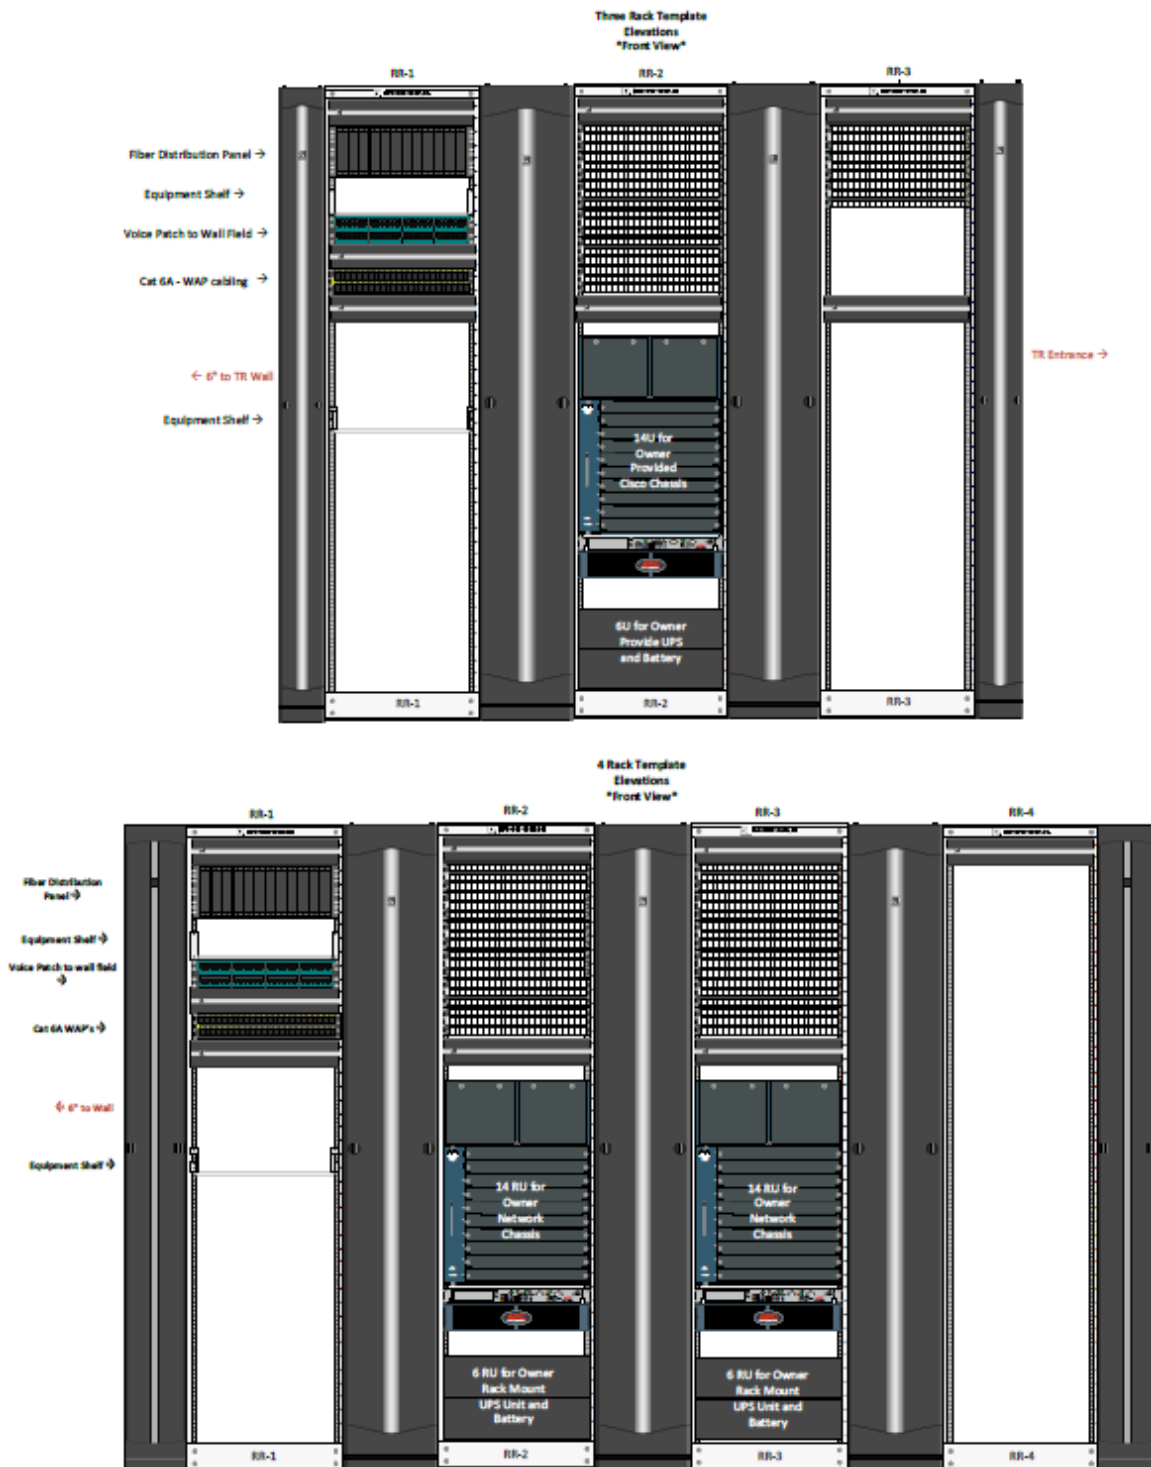 Three Rack Template
Elevations
"Front View"
RR-1
RR-2
RR-3
Fiber Distribution Panel →
Equipment Shelf →
Voice Patch to Wall Field →
Cat 6A - WAP cabling →
← 6" to TR Wall
TR Entrance →
Equipment Shelf →
14U for
Owner
Provided
Cisco Chassis
6U for Owner
Provide UPS
and Battery
RR-1
RR-2
RR-3
4 Rack Template
Elevations
"Front View"
RR-1
RR-2
RR-3
RR-4
Fiber Distribution
Panel →
Equipment Shelf →
Voice Patch to wall field
→
Cat 6A WAP's →
← 6" to Wall
Equipment Shelf →
14 RU for
Owner
Network
Chassis
14 RU for
Owner
Network
Chassis
6 RU for Owner
Rack Mount
UPS Unit and
Battery
6 RU for Owner
Rack Mount
UPS Unit and
Battery
RR-1
RR-2
RR-3
RR-4